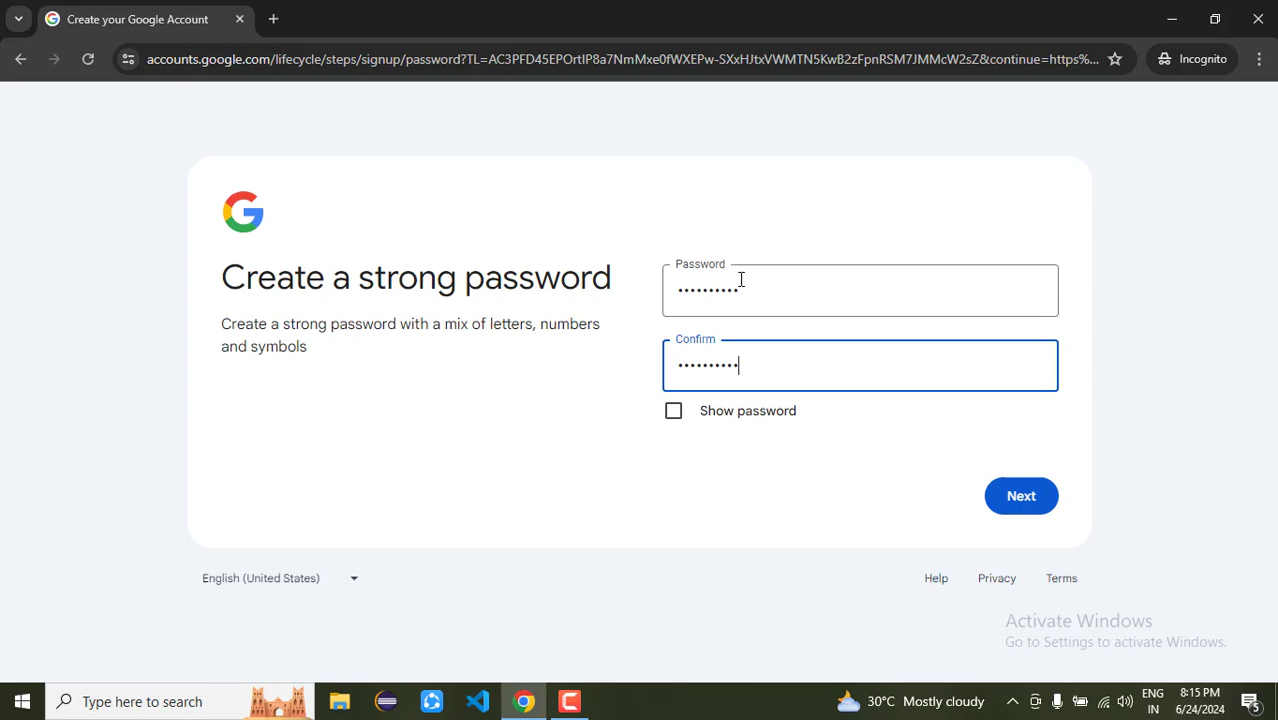 Create your Google Account
accounts.google.com/lifecycle/steps/signup/password?TL=AC3PFD45EPOrtIP8a7NmMxe0fWXEPw-SXxHJtxVWMTN5KwB2zFpnRSM7JMMcW2sZ&continue=https%...
Incognito
Create a strong password
Create a strong password with a mix of letters, numbers
and symbols
Password
••••••••••
Confirm
••••••••••
Show password
Next
English (United States)
Help
Privacy
Terms
Activate Windows
Go to Settings to activate Windows.
Type here to search
30°C Mostly cloudy
ENG
IN
8:15 PM
6/24/2024
5